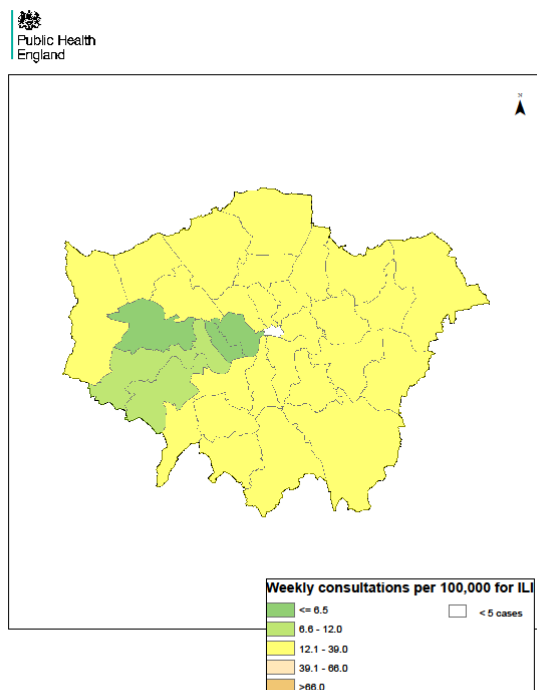 Public Health
England
N
Weekly consultations per 100,000 for ILI
<= 6.5
< 5 cases
6.6 - 12.0
12.1 - 39.0
39.1 - 66.0
>66.0